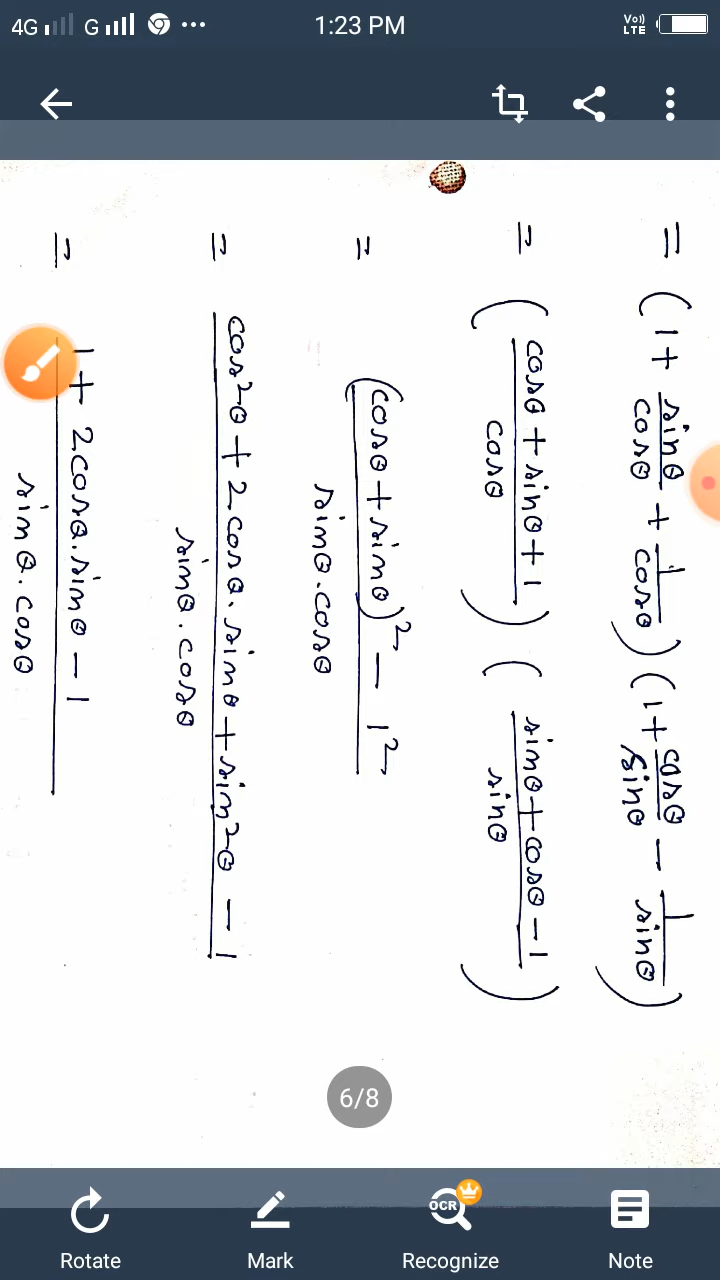 4G G ... 1:23 PM Vo)) LTE
= (1 + sinθ/cosθ + 1/cosθ) (1 + cosθ/sinθ - 1/sinθ)
= (cosθ + sinθ + 1/cosθ) (sinθ + cosθ - 1/sinθ)
= (cosθ + sinθ)² - 1²/sinθ.cosθ
= cos²θ + 2cosθ.sinθ + sin²θ - 1/sinθ.cosθ
= 1 + 2cosθ.sinθ - 1/sinθ.cosθ
6/8
OCR
Rotate Mark Recognize Note